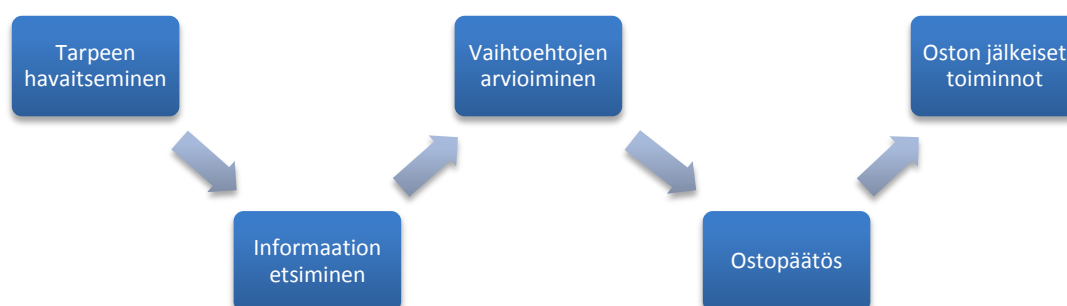 Tarpeen
havaitseminen
Informaation
etsiminen
Vaihtoehtojen
arvioiminen
Ostopäätös
Oston jälkeiset
toiminnot